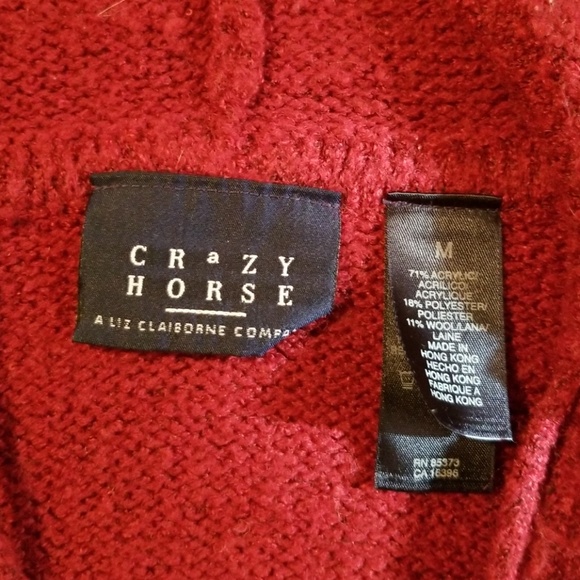 CRaZY
HORSE
A LIZ CLAIBORNE COMPA
M
71% ACRYLIC/
ACRILICO/
ACRYLIQUE
18% POLYESTER/
POLIESTER
11% WOOL/LANA/
LAINE
MADE IN
HONG KONG
HECHO EN
HONG KONG
FABRIQUE A
HONG KONG
RN 85373
CA 15396